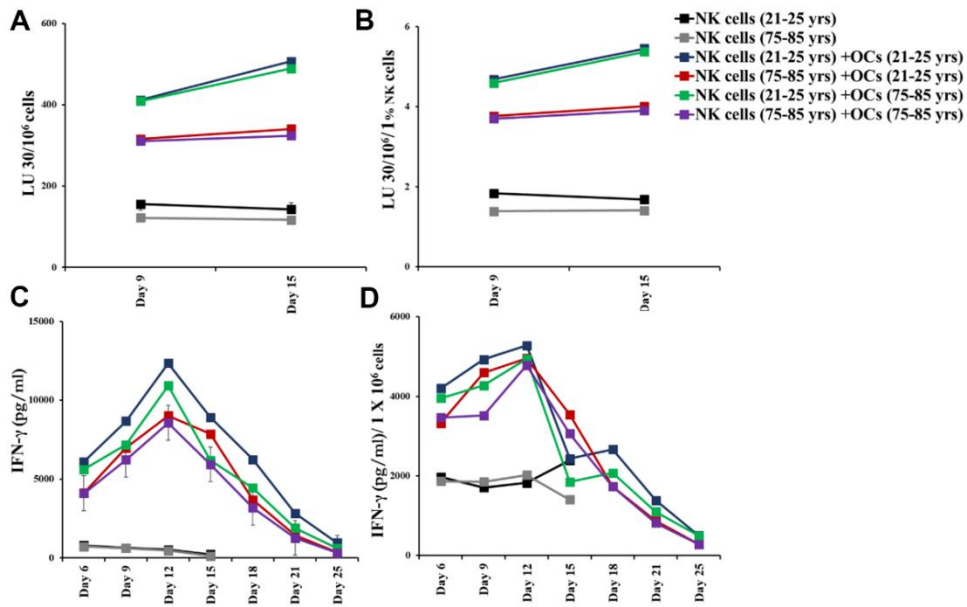 A
LU 30/10⁶ cells
600
400
200
0
Day 9
Day 15
B
LU 30/10⁶/1% NK cells
6
4
2
0
Day 9
Day 15
NK cells (21-25 yrs)
NK cells (75-85 yrs)
NK cells (21-25 yrs) +OCs (21-25 yrs)
NK cells (75-85 yrs) +OCs (21-25 yrs)
NK cells (21-25 yrs) +OCs (75-85 yrs)
NK cells (75-85 yrs) +OCs (75-85 yrs)
C
IFN-γ (pg/ml)
15000
10000
5000
0
Day 6
Day 9
Day 12
Day 15
Day 18
Day 21
Day 25
D
IFN-γ (pg/ml)/ 1 X 10⁶ cells
6000
4000
2000
0
Day 6
Day 9
Day 12
Day 15
Day 18
Day 21
Day 25